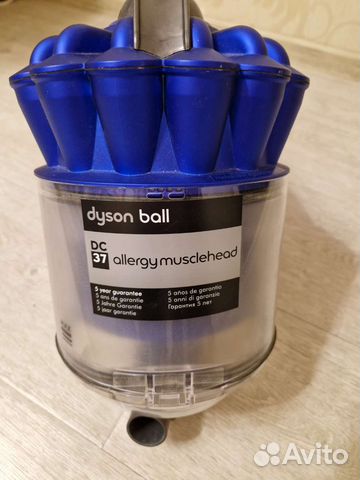 dyson ball
DC
37
allergy musclehead
5 year guarantee
5 ans de garantie
5 Jahre Garantie
5 jaar garantie
5 años de garantía
5 anni di garanzia
Гарантия 5 лет
Avito